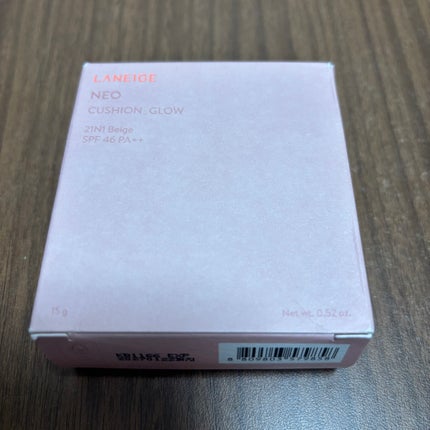 LANEIGE
NEO
CUSHION_GLOW
21N1 Beige
SPF 46 PA++
15 g
Net wt. 0.52 oz.